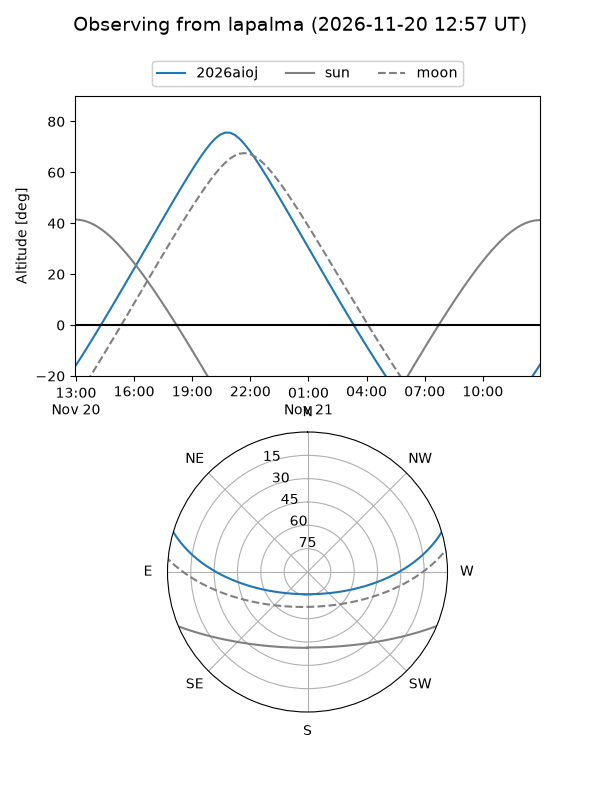 Observing from lapalma (2026-11-20 12:57 UT)
2026aioj sun moon
Altitude [deg]
80
60
40
20
0
−20
13:00 16:00 19:00 22:00 01:00 04:00 07:00 10:00
Nov 20 Nov 21
N
NE NW
15
30
45
60
75
E W
SE SW
S